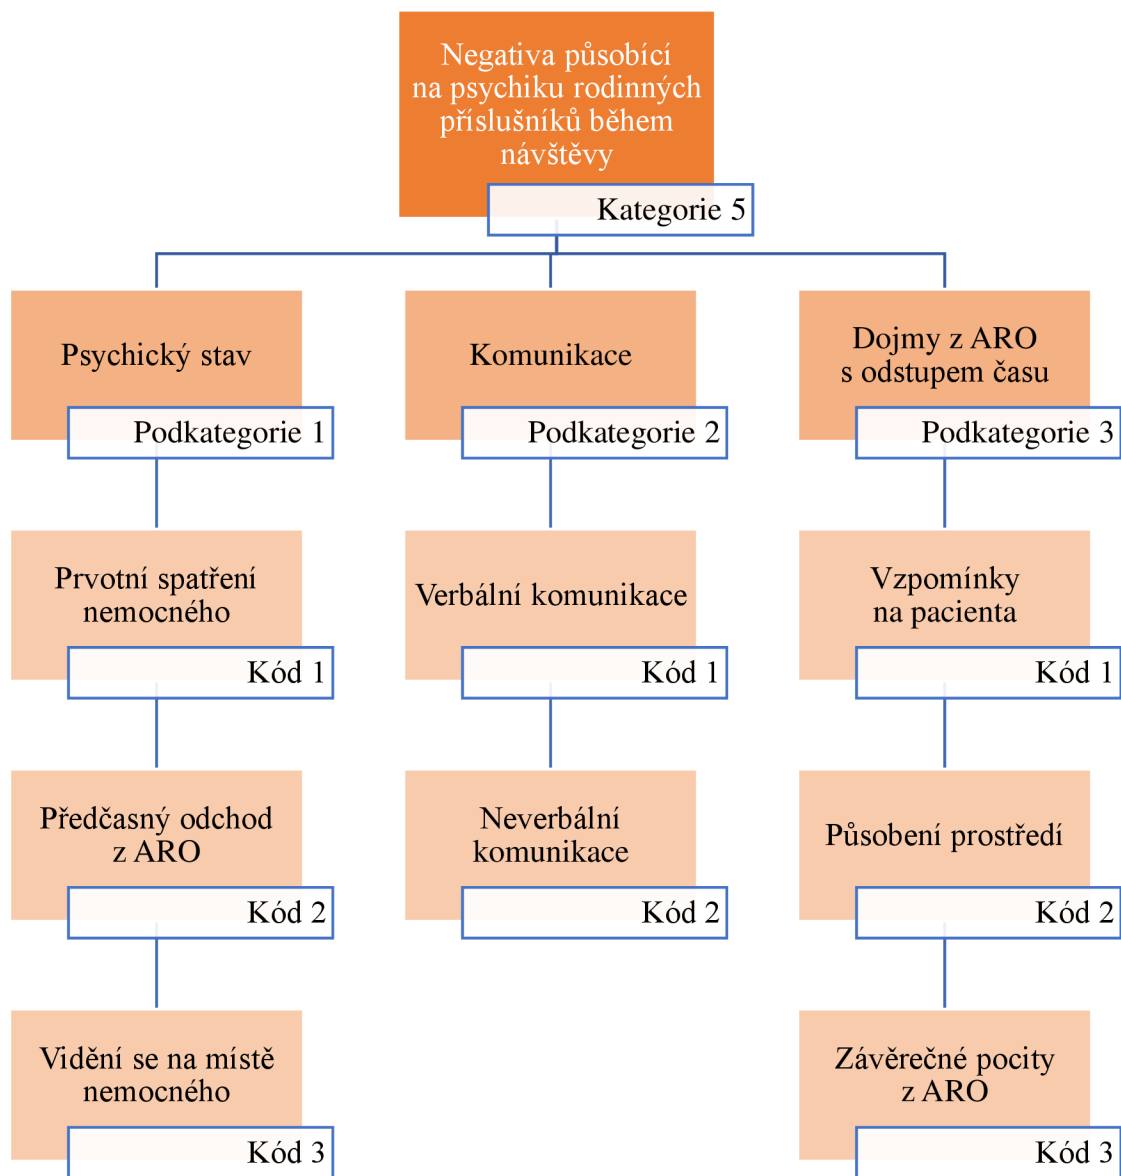 Negativa působící
na psychiku rodinných
příslušníků během
návštěvy
Kategorie 5
Psychický stav
Podkategorie 1
Komunikace
Podkategorie 2
Dojmy z ARO
s odstupem času
Podkategorie 3
Prvotní spatření
nemocného
Kód 1
Verbální komunikace
Kód 1
Vzpomínky
na pacienta
Kód 1
Předčasný odchod
z ARO
Kód 2
Neverbální
komunikace
Kód 2
Působení prostředí
Kód 2
Vidění se na místě
nemocného
Kód 3
Závěrečné pocity
z ARO
Kód 3